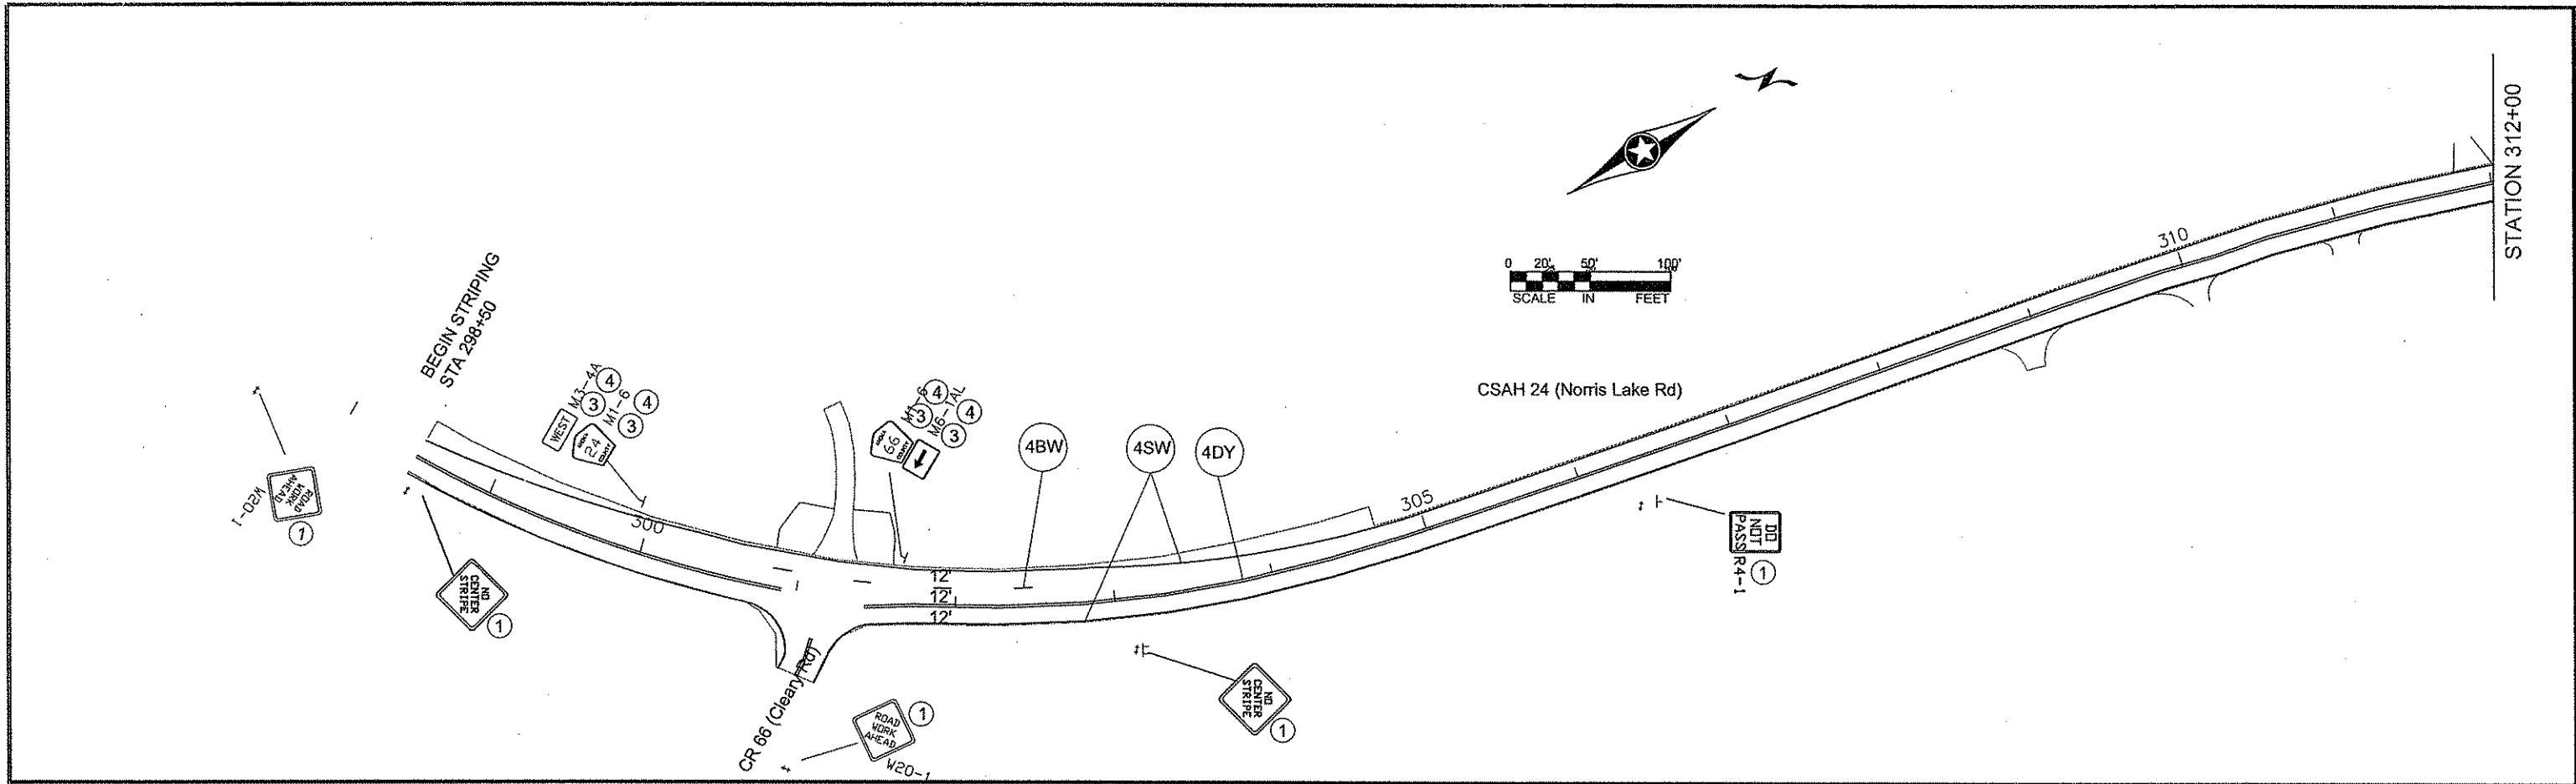 BEGIN STRIPING
STA 298+50
ROAD
WORK
AHEAD
W20-1
1
NO
CENTER
STRIPE
1
M3-4A
4
3
WEST
M1-6
4
3
24
300
M1-6
4
3
66
M6-1AL
4
3
4BW
4SW
4DY
12'
12'
12'
CR 66 (Cleary Rd)
ROAD
WORK
AHEAD
1
W20-1
NO
CENTER
STRIPE
1
305
0 20' 50' 100'
SCALE IN FEET
CSAH 24 (Norris Lake Rd)
DO
NOT
PASS
R4-1
1
310
STATION 312+00
N